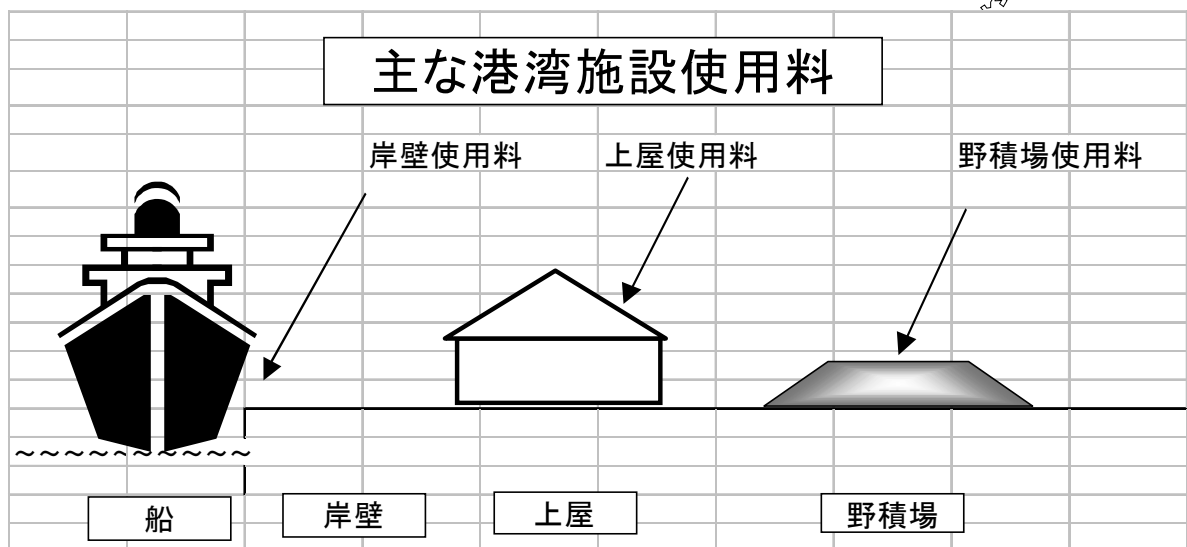 主な港湾施設使用料
岸壁使用料
上屋使用料
野積場使用料
船
岸壁
上屋
野積場